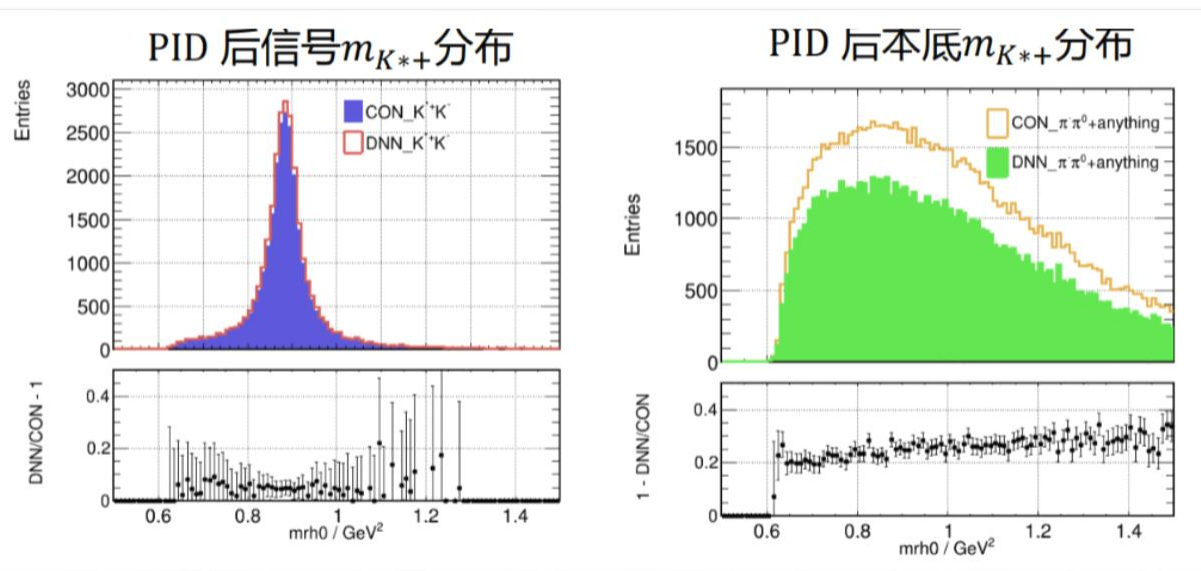 PID 后信号m_{K*+}分布
Entries
3000
2500
2000
1500
1000
500
0
CON_K*+K-
DNN_K*+K-
DNN/CON - 1
0.4
0.2
0
0.6 0.8 1 1.2 1.4
mrh0 / GeV²
PID 后本底m_{K*+}分布
Entries
1500
1000
500
0
CON_π-π⁰+anything
DNN_π-π⁰+anything
1 - DNN/CON
0.4
0.2
0
0.6 0.8 1 1.2 1.4
mrh0 / GeV²